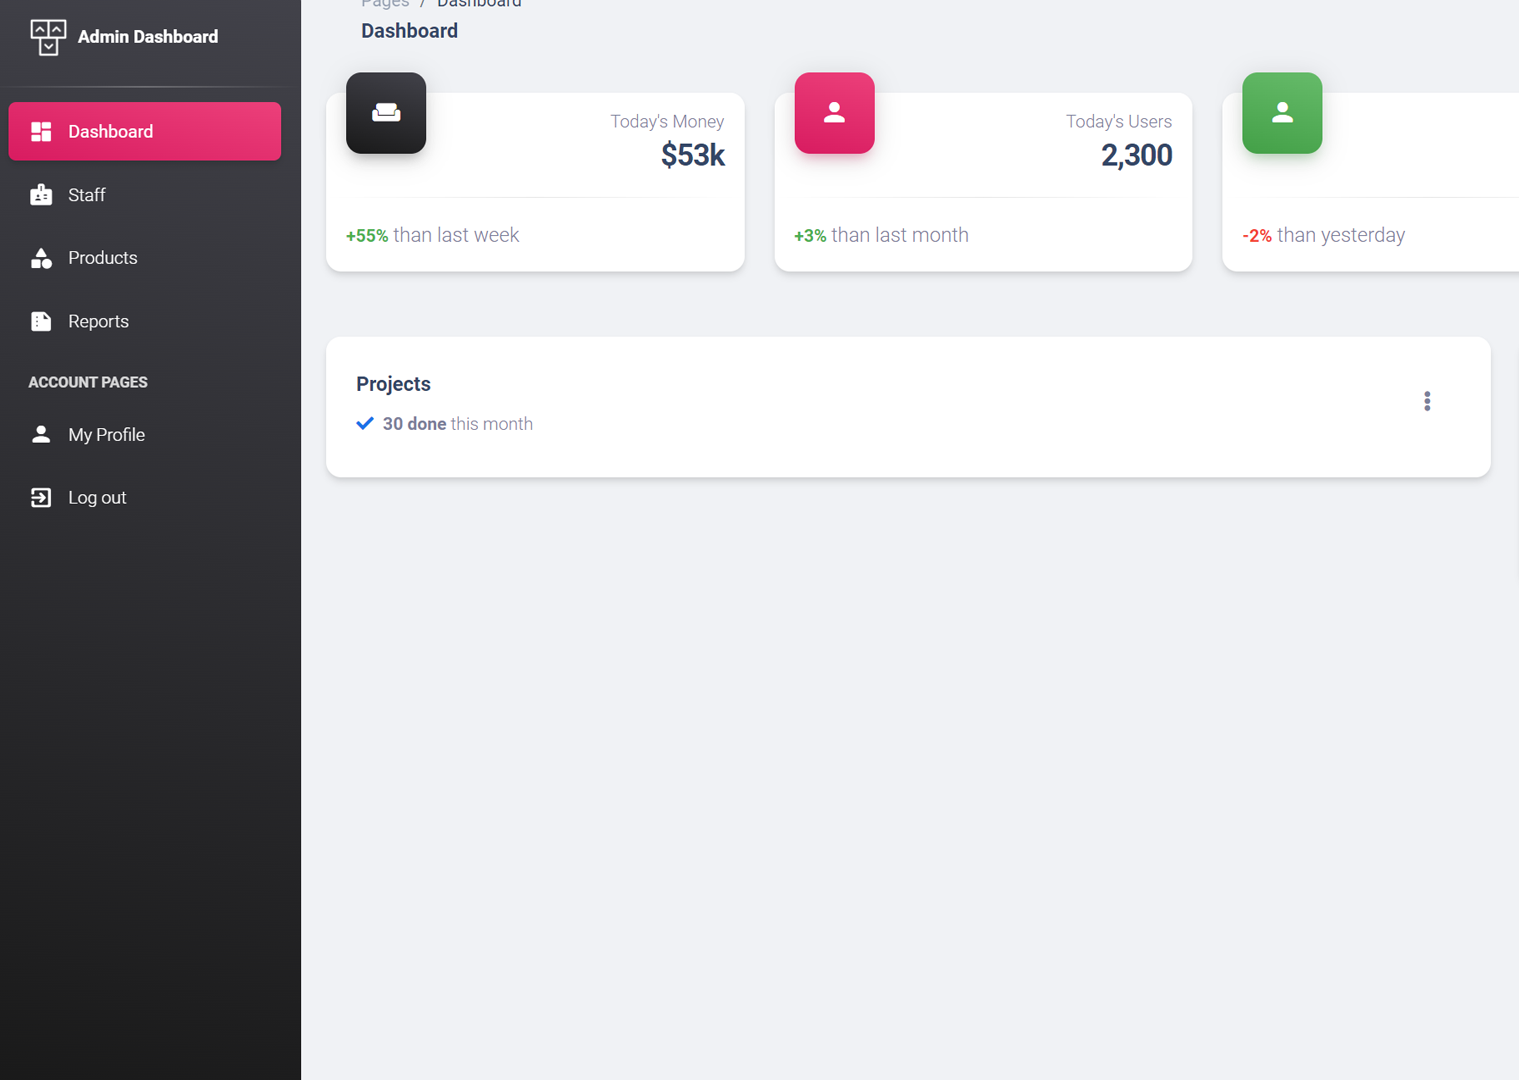 Admin Dashboard
Dashboard
Staff
Products
Reports
ACCOUNT PAGES
My Profile
Log out
Pages / Dashboard
Dashboard
Today's Money
$53k
+55% than last week
Today's Users
2,300
+3% than last month
-2% than yesterday
Projects
30 done this month